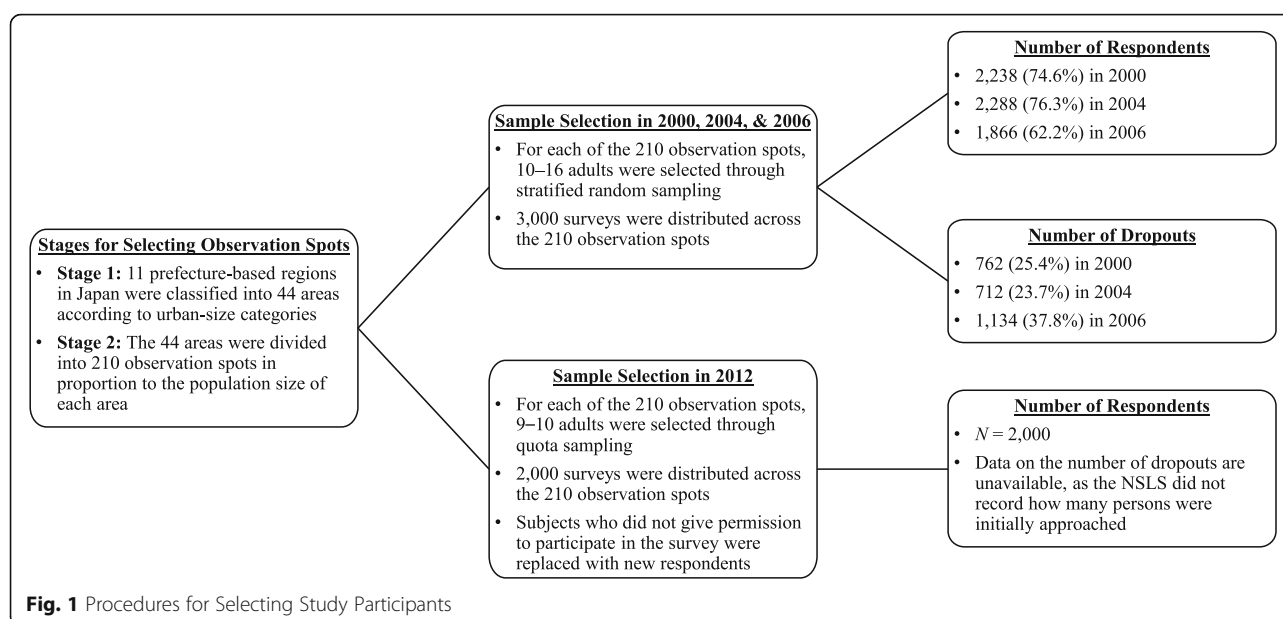 Stages for Selecting Observation Spots
• Stage 1: 11 prefecture-based regions
in Japan were classified into 44 areas
according to urban-size categories
• Stage 2: The 44 areas were divided
into 210 observation spots in
proportion to the population size of
each area
Sample Selection in 2000, 2004, & 2006
• For each of the 210 observation spots,
10–16 adults were selected through
stratified random sampling
• 3,000 surveys were distributed across
the 210 observation spots
Number of Respondents
• 2,238 (74.6%) in 2000
• 2,288 (76.3%) in 2004
• 1,866 (62.2%) in 2006
Number of Dropouts
• 762 (25.4%) in 2000
• 712 (23.7%) in 2004
• 1,134 (37.8%) in 2006
Sample Selection in 2012
• For each of the 210 observation spots,
9–10 adults were selected through
quota sampling
• 2,000 surveys were distributed across
the 210 observation spots
• Subjects who did not give permission
to participate in the survey were
replaced with new respondents
Number of Respondents
• N = 2,000
• Data on the number of dropouts are
unavailable, as the NSLS did not
record how many persons were
initially approached
Fig. 1 Procedures for Selecting Study Participants